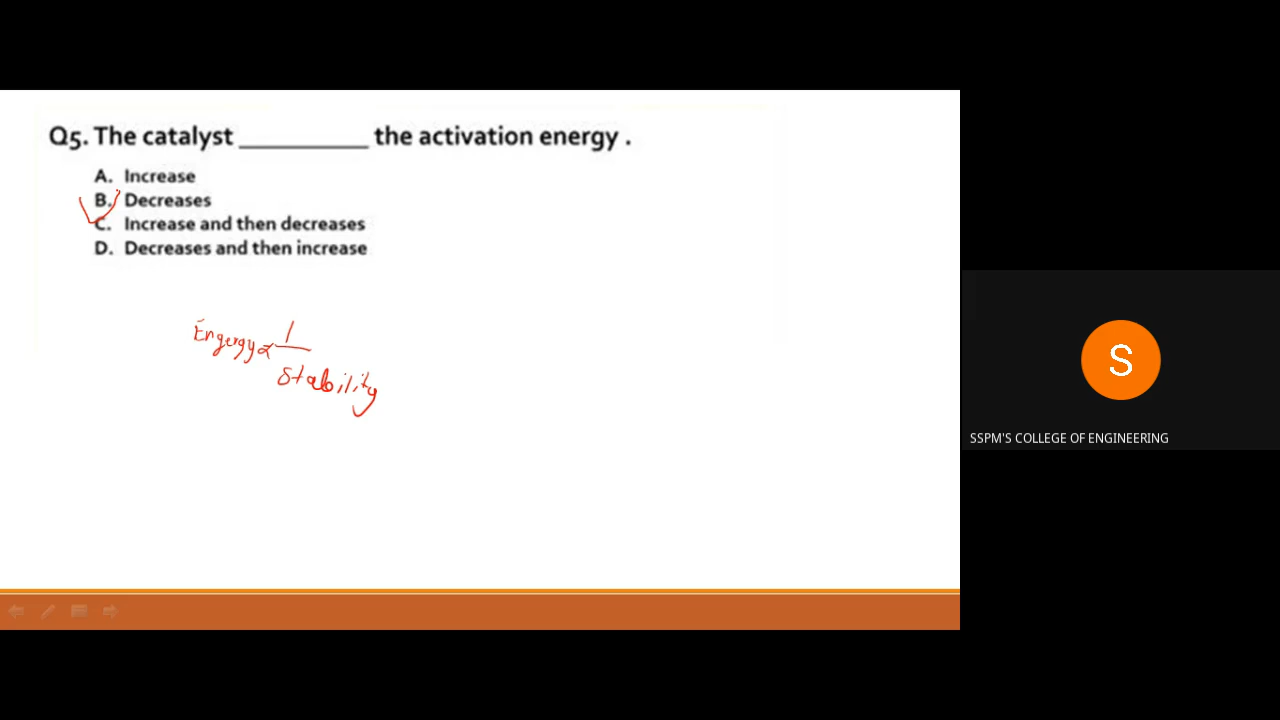 Q5. The catalyst __________ the activation energy .
A. Increase
B. Decreases
C. Increase and then decreases
D. Decreases and then increase
Engergy ∝ 1
Stability
S
SSPM'S COLLEGE OF ENGINEERING